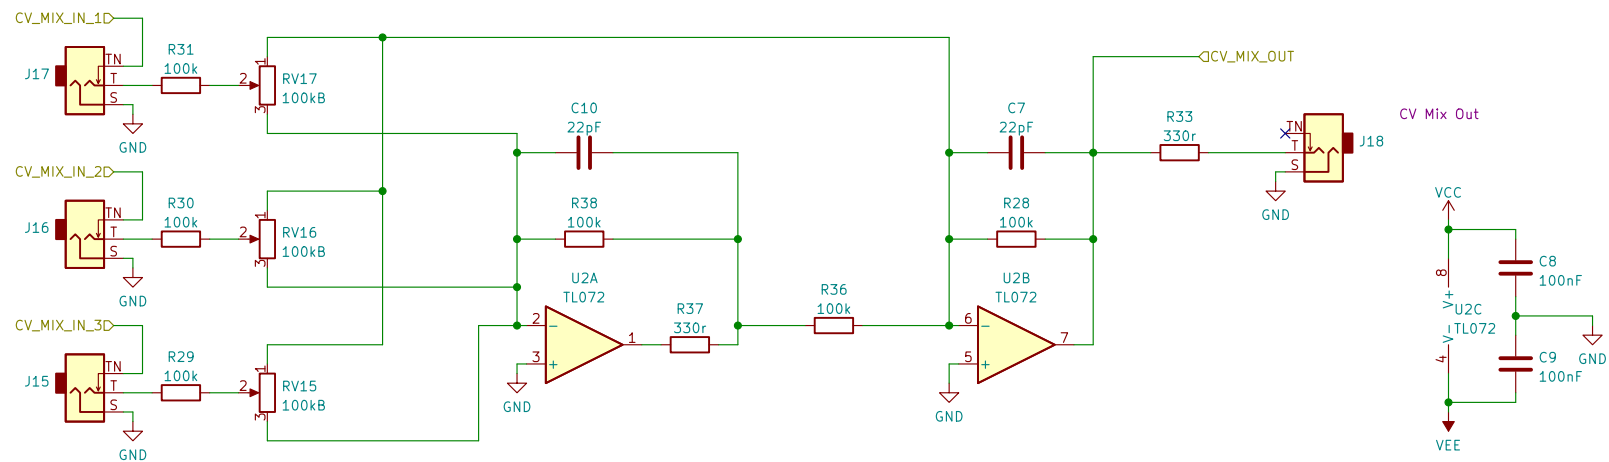 CV_MIX_IN_1
J17
TN
T
S
GND
R31
100k
1
2
3
RV17
100kB
CV_MIX_IN_2
J16
TN
T
S
GND
R30
100k
1
2
3
RV16
100kB
CV_MIX_IN_3
J15
TN
T
S
GND
R29
100k
1
2
3
RV15
100kB
C10
22pF
R38
100k
U2A
TL072
2
3
1
−
+
GND
R37
330r
R36
100k
C7
22pF
R28
100k
U2B
TL072
6
5
7
−
+
GND
CV_MIX_OUT
R33
330r
TN
T
S
J18
GND
CV Mix Out
VCC
8
V+
U2C
TL072
V−
4
VEE
C8
100nF
C9
100nF
GND